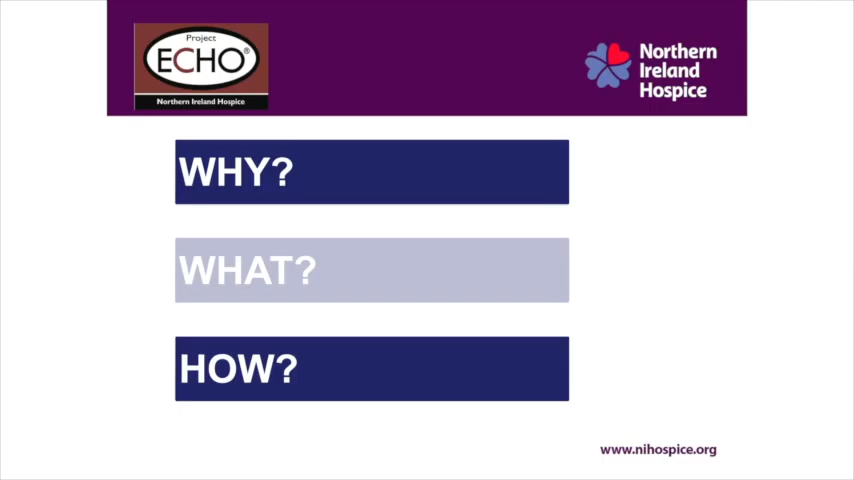 Project
ECHO®
Northern Ireland Hospice
Northern
Ireland
Hospice
WHY?
WHAT?
HOW?
www.nihospice.org